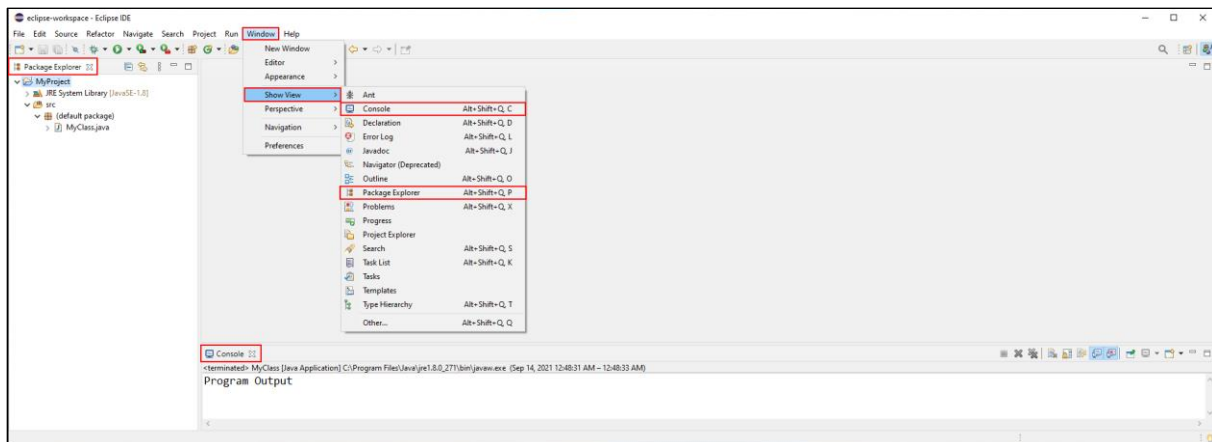 eclipse-workspace - Eclipse IDE
File Edit Source Refactor Navigate Search Project Run Window Help
Package Explorer
MyProject
JRE System Library [JavaSE-1.8]
src
(default package)
MyClass.java
New Window
Editor
Appearance
Show View
Perspective
Navigation
Preferences
Ant
Console Alt+Shift+Q, C
Declaration Alt+Shift+Q, D
Error Log Alt+Shift+Q, L
Javadoc Alt+Shift+Q, J
Navigator (Deprecated)
Outline Alt+Shift+Q, O
Package Explorer Alt+Shift+Q, P
Problems Alt+Shift+Q, X
Progress
Project Explorer
Search Alt+Shift+Q, S
Task List Alt+Shift+Q, K
Tasks
Templates
Type Hierarchy Alt+Shift+Q, T
Other... Alt+Shift+Q, Q
Console
<terminated> MyClass [Java Application] C:\Program Files\Java\jre1.8.0_271\bin\javaw.exe (Sep 14, 2021 12:48:31 AM – 12:48:33 AM)
Program Output